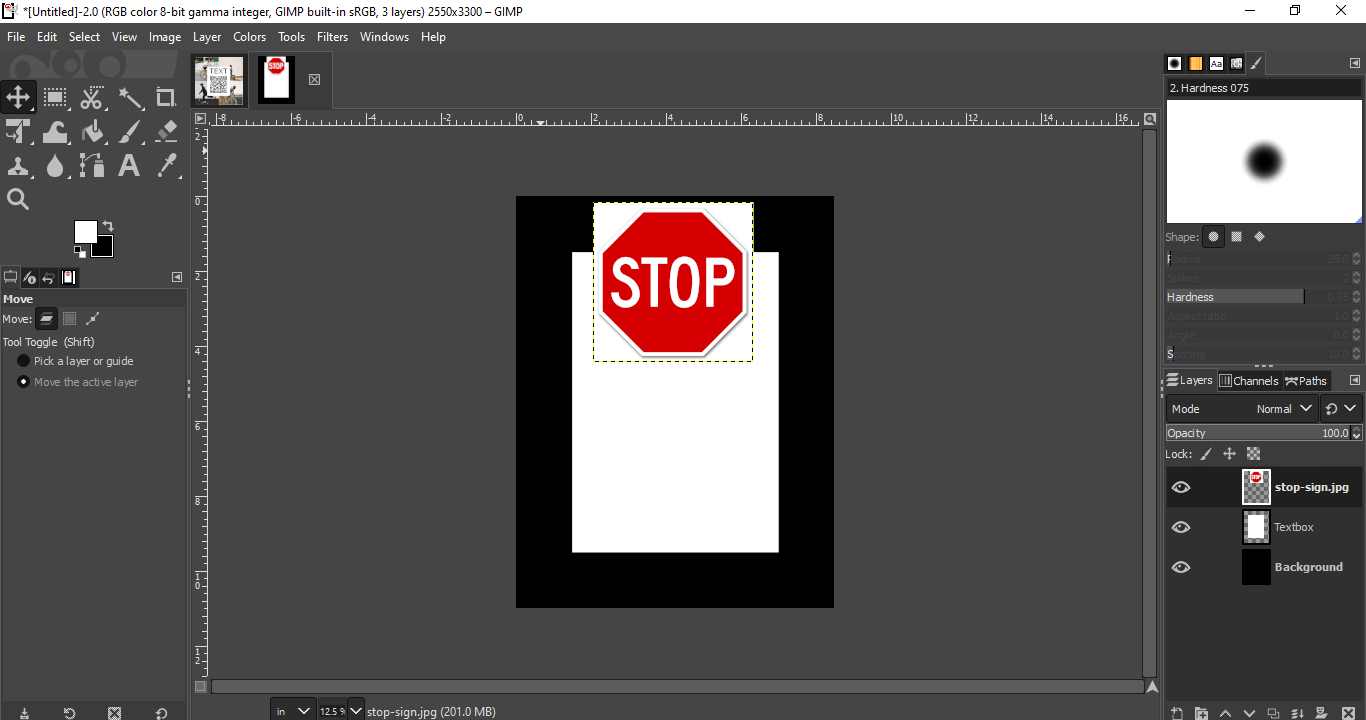 *[Untitled]-2.0 (RGB color 8-bit gamma integer, GIMP built-in sRGB, 3 layers) 2550x3300 – GIMP
File Edit Select View Image Layer Colors Tools Filters Windows Help
TEXT
STOP
-8 -6 -4 -2 0 2 4 6 8 10 12 14 16
2
0
2
4
6
8
10
12
STOP
Move
Move:
Tool Toggle (Shift)
Pick a layer or guide
Move the active layer
Aa
2. Hardness 075
Shape:
Radius 25.0
Spikes 2
Hardness 0.75
Aspect ratio 1.0
Angle 0.0
Spacing 10.0
Layers Channels Paths
Mode Normal
Opacity 100.0
Lock:
stop-sign.jpg
Textbox
Background
in 12.5 % stop-sign.jpg (201.0 MB)